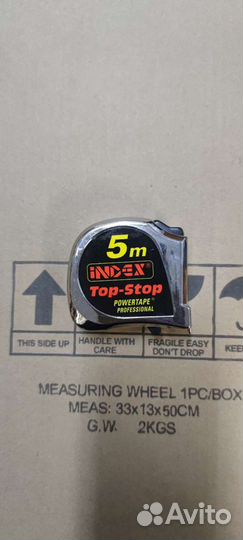 5m
INDEX®
Top-Stop
POWERTAPE
PROFESSIONAL
THIS SIDE UP
HANDLE WITH CARE
FRAGILE EASY
DON'T DROP
KEE
MEASURING WHEEL 1PC/BOX
MEAS: 33x13x50CM
G.W. 2KGS
Avito